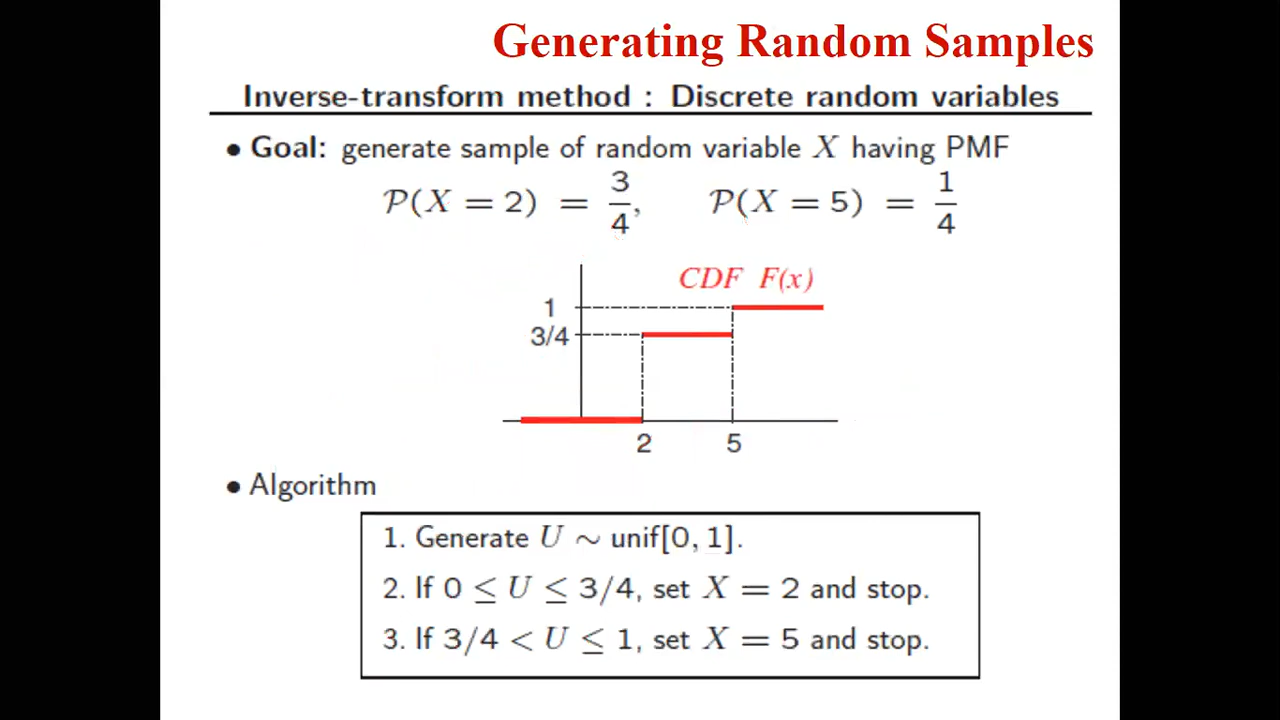 Generating Random Samples
Inverse-transform method : Discrete random variables
• Goal: generate sample of random variable X having PMF
P(X = 2) = 3/4, P(X = 5) = 1/4
CDF F(x)
1
3/4
2 5
• Algorithm
1. Generate U ∼ unif[0, 1].
2. If 0 ≤ U ≤ 3/4, set X = 2 and stop.
3. If 3/4 < U ≤ 1, set X = 5 and stop.